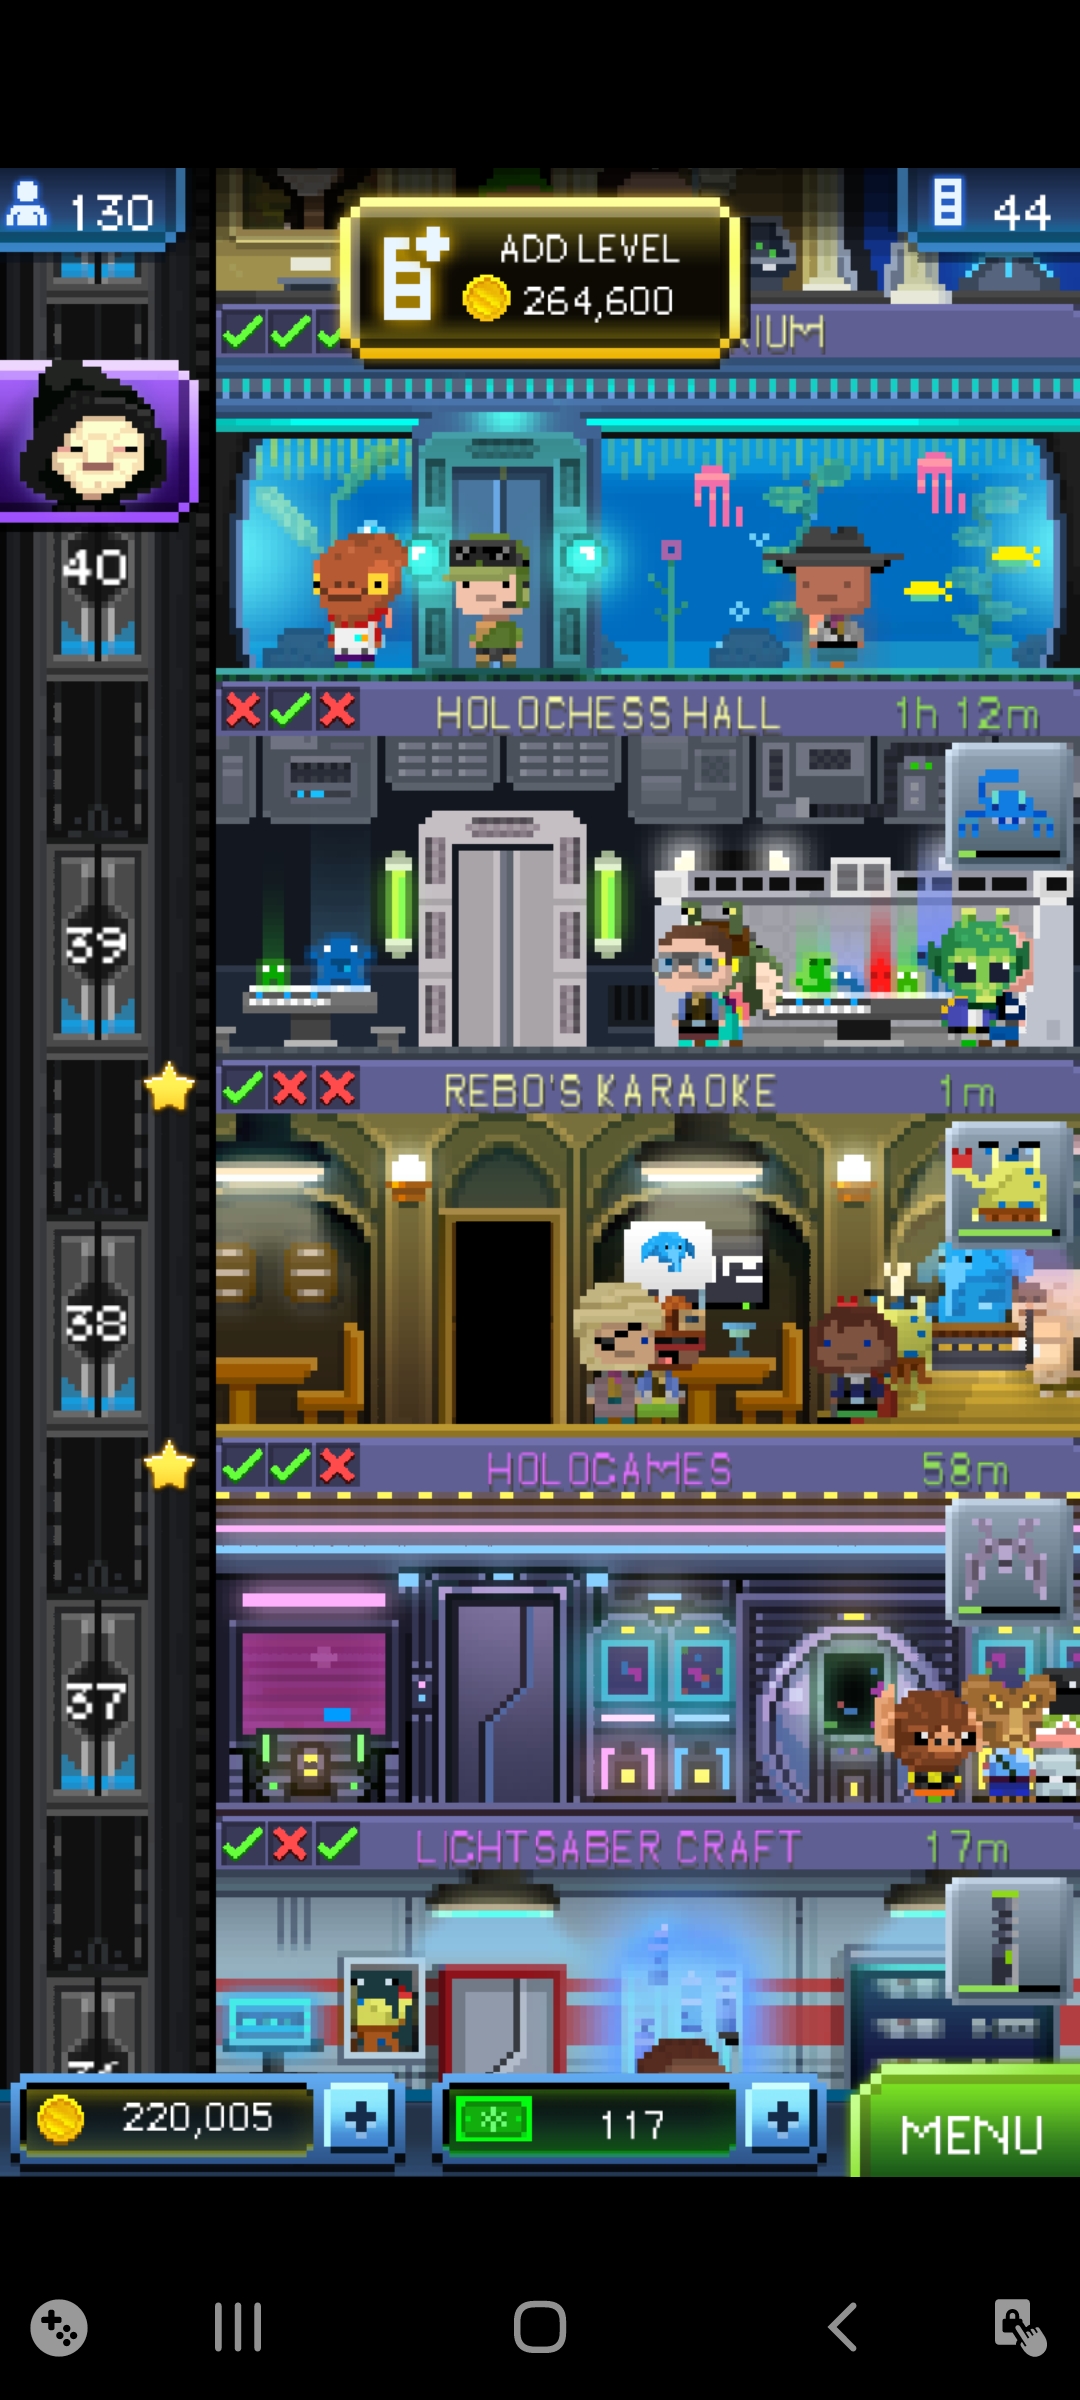 130
44
ADD LEVEL
264,600
40
HOLOCHESS HALL
1h 12m
39
REBO'S KARAOKE
1m
38
HOLOGAMES
58m
37
LIGHTSABER CRAFT
17m
220,005
117
MENU